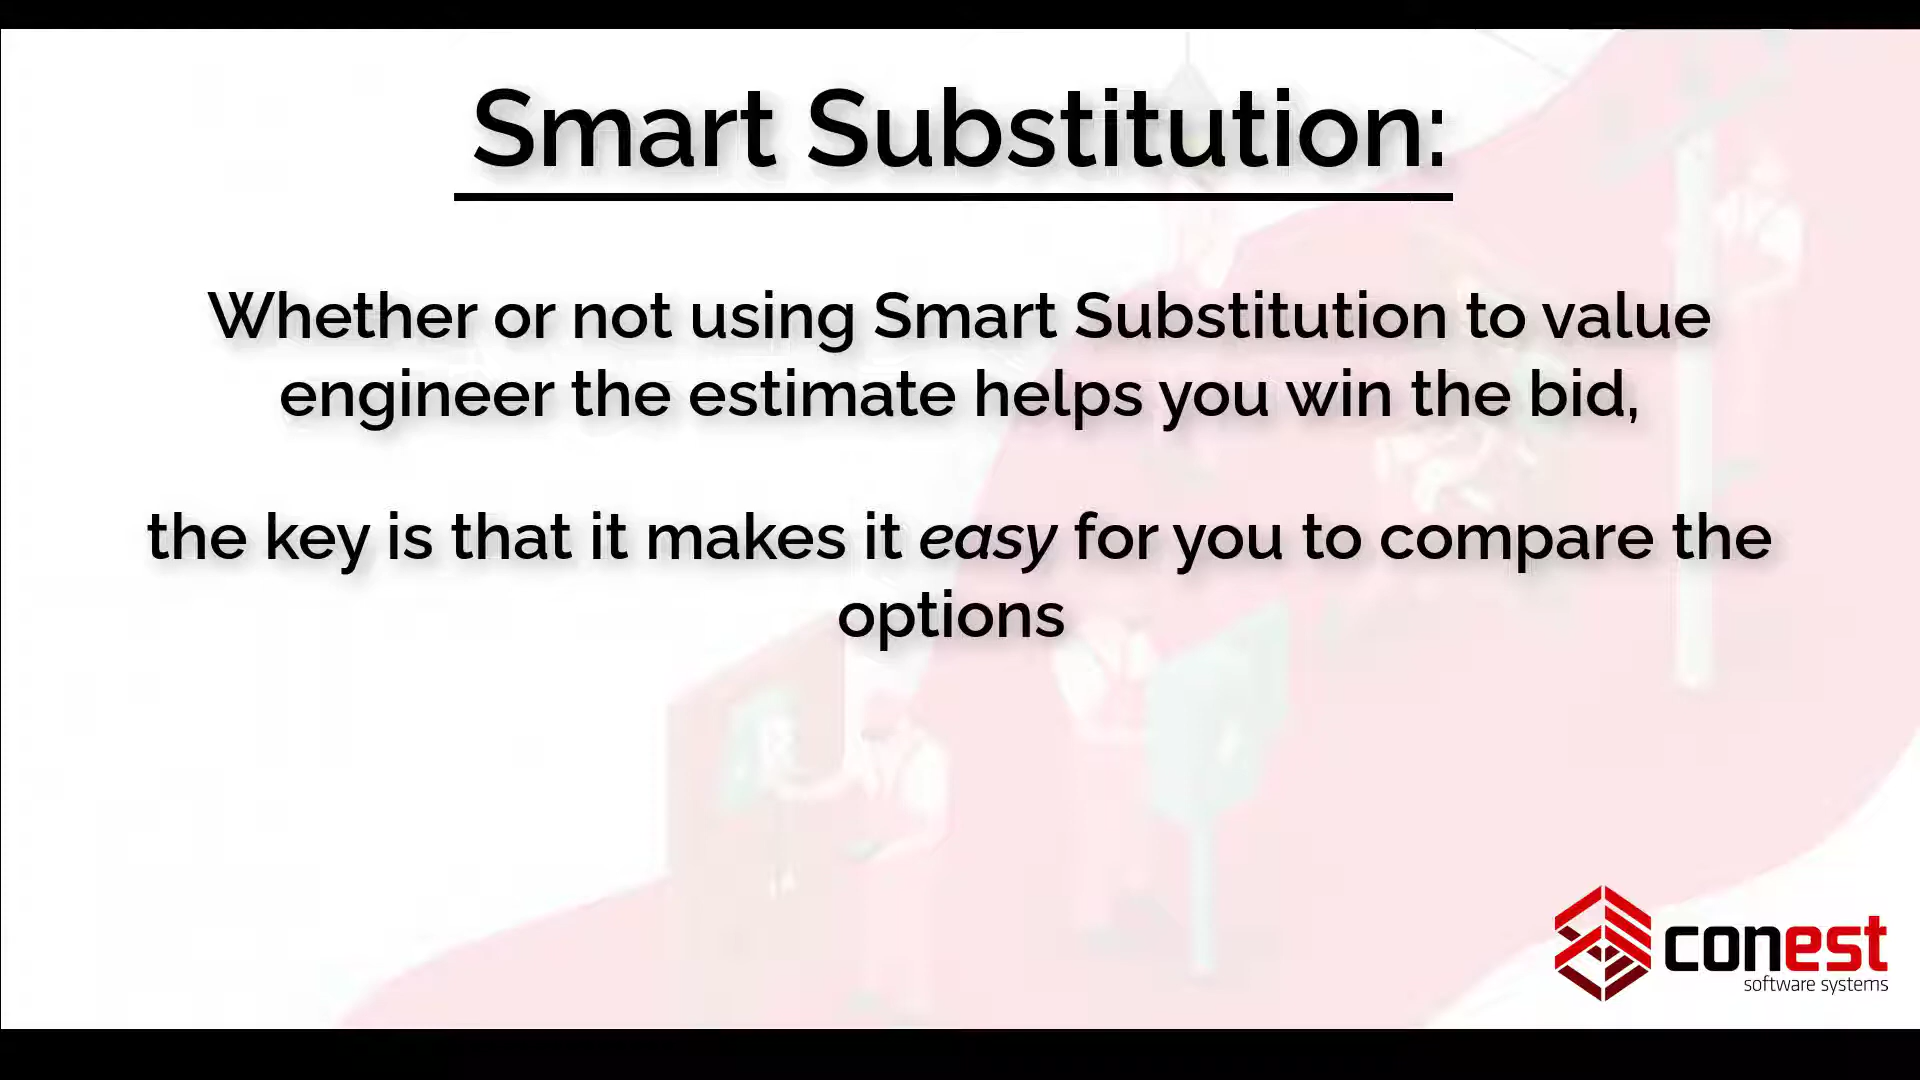 Smart Substitution:
Whether or not using Smart Substitution to value
engineer the estimate helps you win the bid,
the key is that it makes it easy for you to compare the
options
conest
software systems